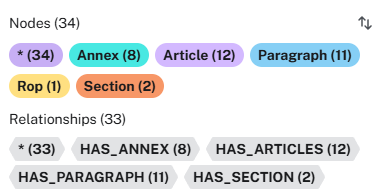 Nodes (34)
* (34) Annex (8) Article (12) Paragraph (11)
Rop (1) Section (2)
Relationships (33)
* (33) HAS_ANNEX (8) HAS_ARTICLES (12)
HAS_PARAGRAPH (11) HAS_SECTION (2)